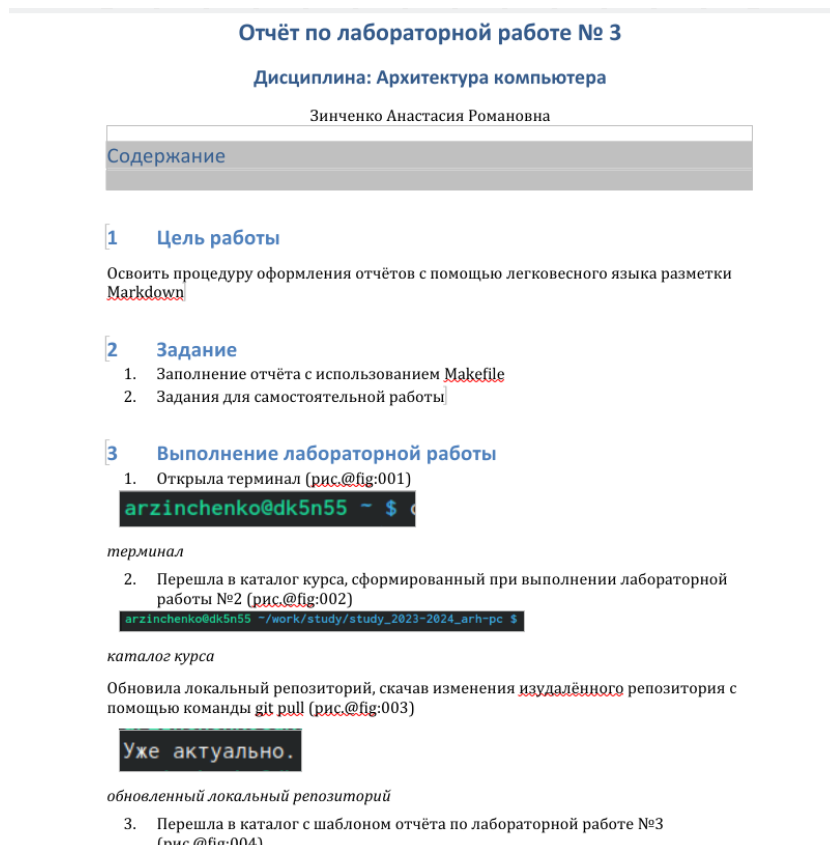 Отчёт по лабораторной работе № 3
Дисциплина: Архитектура компьютера
Зинченко Анастасия Романовна
Содержание
1 Цель работы
Освоить процедуру оформления отчётов с помощью легковесного языка разметки
Markdown
2 Задание
1. Заполнение отчёта с использованием Makefile
2. Задания для самостоятельной работы
3 Выполнение лабораторной работы
1. Открыла терминал (рис.@fig:001)
arzinchenko@dk5n55 ~ $
терминал
2. Перешла в каталог курса, сформированный при выполнении лабораторной
работы №2 (рис.@fig:002)
arzinchenko@dk5n55 ~/work/study/study_2023-2024_arh-pc $
каталог курса
Обновила локальный репозиторий, скачав изменения изудалённого репозитория с
помощью команды git pull (рис.@fig:003)
Уже актуально.
обновленный локальный репозиторий
3. Перешла в каталог с шаблоном отчёта по лабораторной работе №3
(рис.@fig:004)